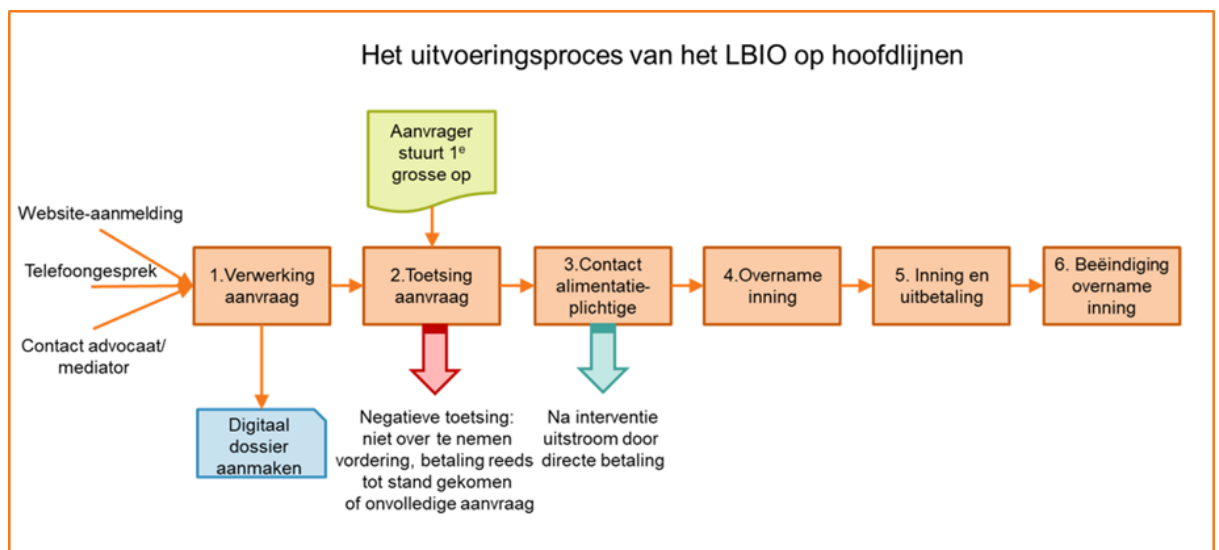 Het uitvoeringsproces van het LBIO op hoofdlijnen
Aanvrager
stuurt 1e
grosse op
Website-aanmelding
Telefoongesprek
Contact advocaat/
mediator
1.Verwerking
aanvraag
2.Toetsing
aanvraag
3.Contact
alimentatie-
plichtige
4.Overname
inning
5. Inning en
uitbetaling
6. Beëindiging
overname
inning
Digitaal
dossier
aanmaken
Negatieve toetsing:
niet over te nemen
vordering, betaling reeds
tot stand gekomen
of onvolledige aanvraag
Na interventie
uitstroom door
directe betaling